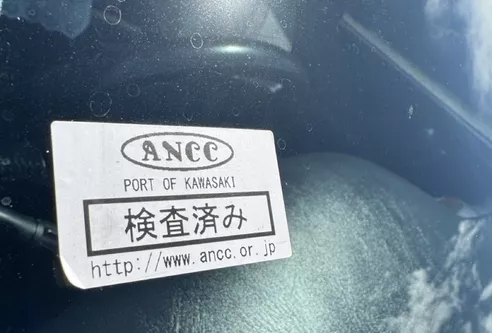 ANCC
PORT OF KAWASAKI
検査済み
http://www.ancc.or.jp